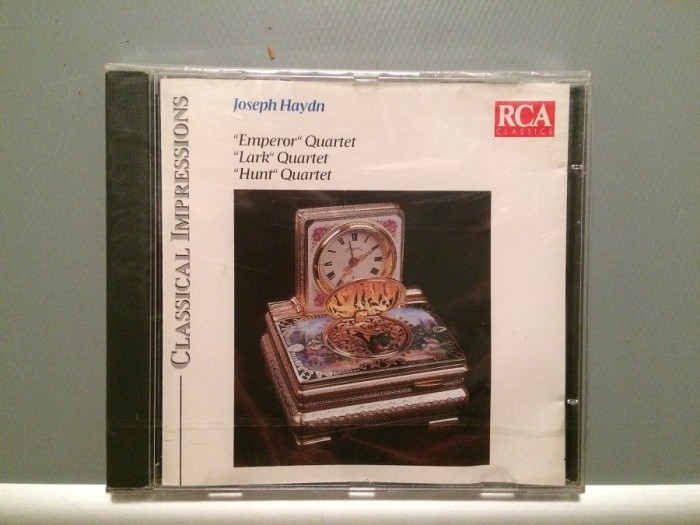 Joseph Haydn
"Emperor" Quartet
"Lark" Quartet
"Hunt" Quartet
RCA
CLASSICS
CLASSICAL IMPRESSIONS